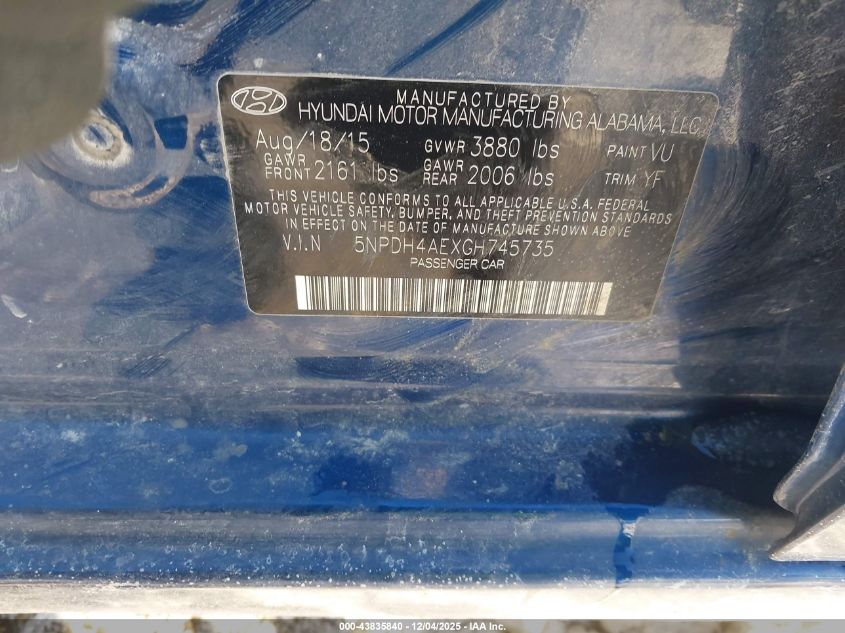 MANUFACTURED BY
HYUNDAI MOTOR MANUFACTURING ALABAMA, LLC
Aug/18/15 GVWR 3880 lbs PAINT VU
GAWR FRONT 2161 lbs GAWR REAR 2006 lbs TRIM YF
THIS VEHICLE CONFORMS TO ALL APPLICABLE U.S.A. FEDERAL
MOTOR VEHICLE SAFETY, BUMPER, AND THEFT PREVENTION STANDARDS
IN EFFECT ON THE DATE OF MANUFACTURE SHOWN ABOVE
V.I.N 5NPDH4AEXGH745735
PASSENGER CAR
000-43835840 - 12/04/2025 - IAA Inc.